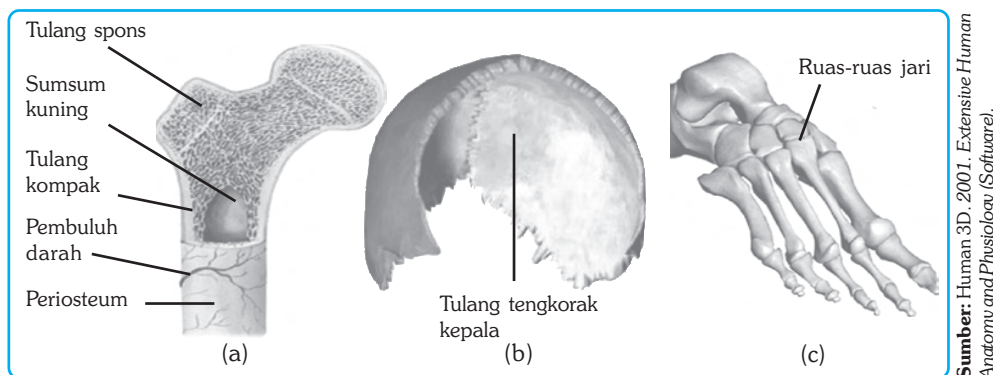 Tulang spons
Sumsum
kuning
Tulang
kompak
Pembuluh
darah
Periosteum
(a)
Tulang tengkorak
kepala
(b)
Ruas-ruas jari
(c)
Sumber: Human 3D. 2001. Extensive Human
Anatomy and Physiology (Software).